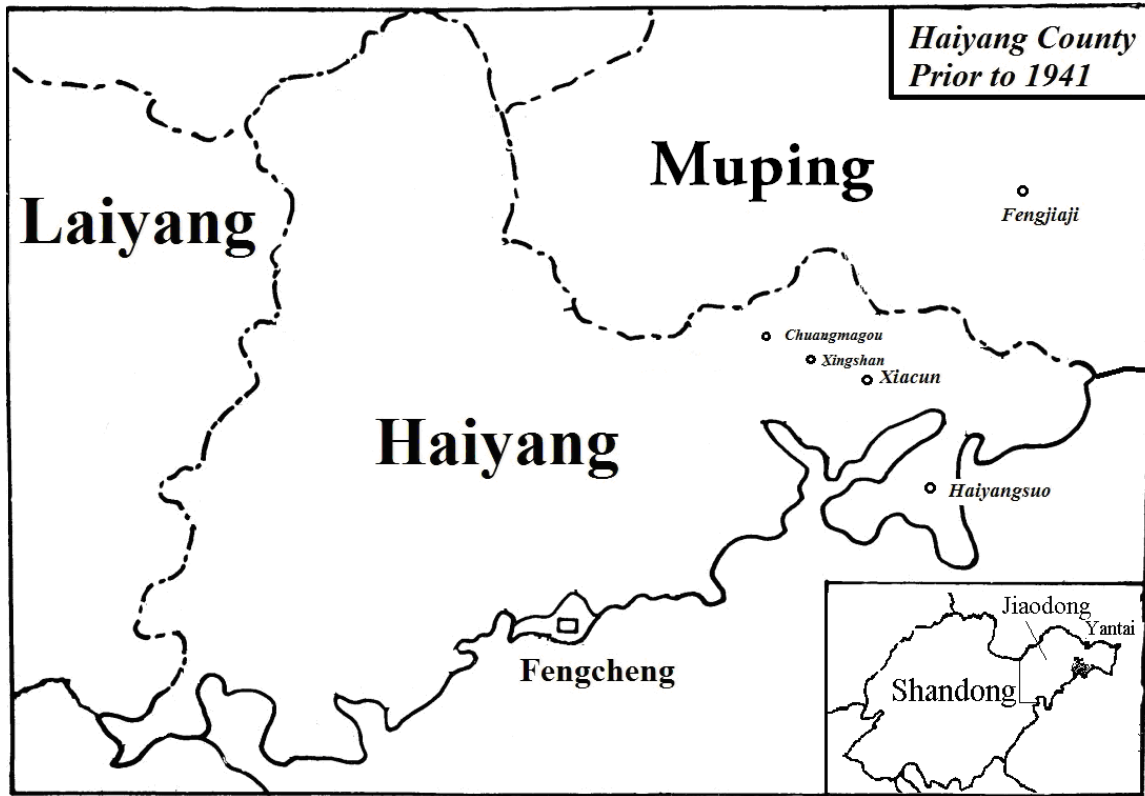 Haiyang County
Prior to 1941
Muping
Laiyang
Fengjiaji
Chuangmagou
Xingshan
Xiacun
Haiyang
Haiyangsuo
Fengcheng
Jiaodong
Yantai
Shandong